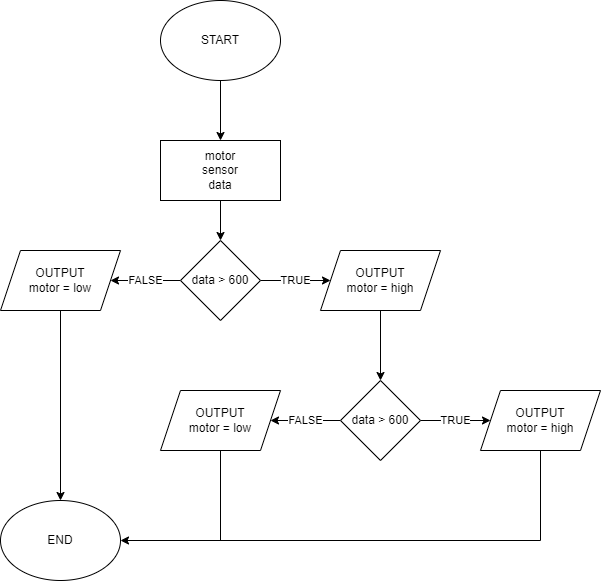 START
motor
sensor
data
OUTPUT
motor = low
FALSE
data > 600
TRUE
OUTPUT
motor = high
OUTPUT
motor = low
FALSE
data > 600
TRUE
OUTPUT
motor = high
END